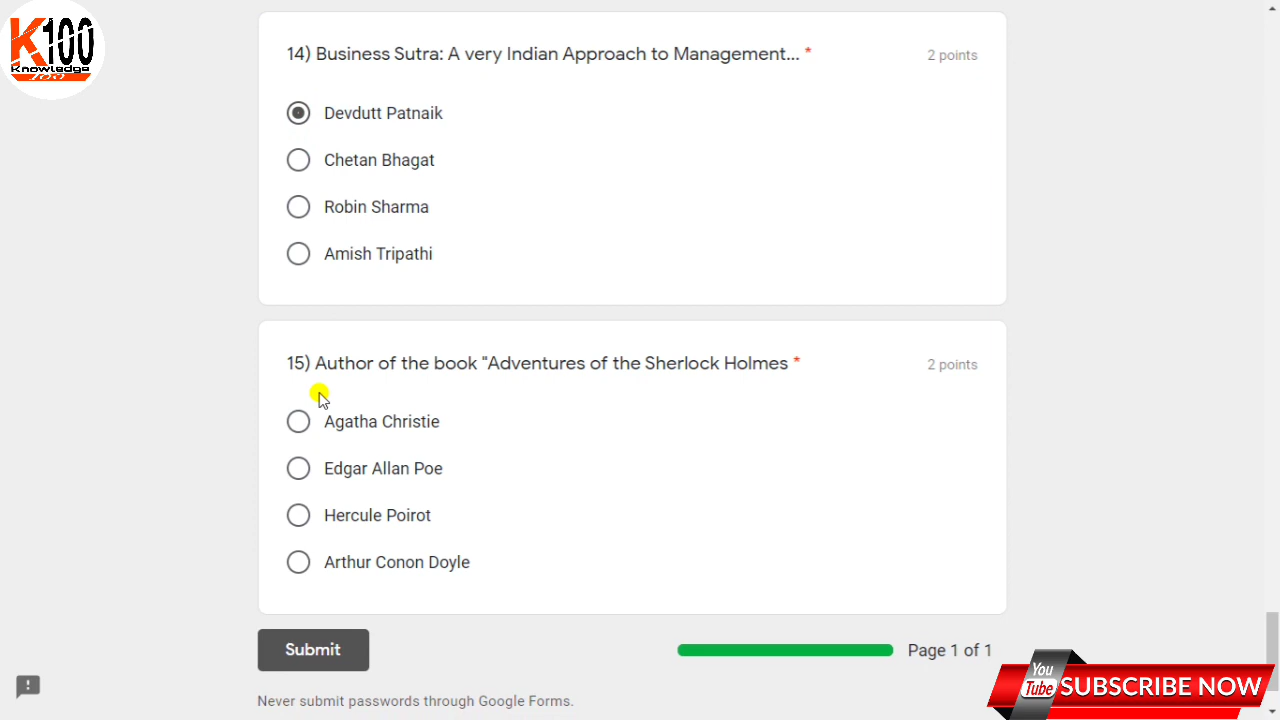 K100
Knowledge
14) Business Sutra: A very Indian Approach to Management... *
2 points
Devdutt Patnaik
Chetan Bhagat
Robin Sharma
Amish Tripathi
15) Author of the book "Adventures of the Sherlock Holmes *
2 points
Agatha Christie
Edgar Allan Poe
Hercule Poirot
Arthur Conon Doyle
Submit
Page 1 of 1
Never submit passwords through Google Forms.
You
Tube
SUBSCRIBE NOW